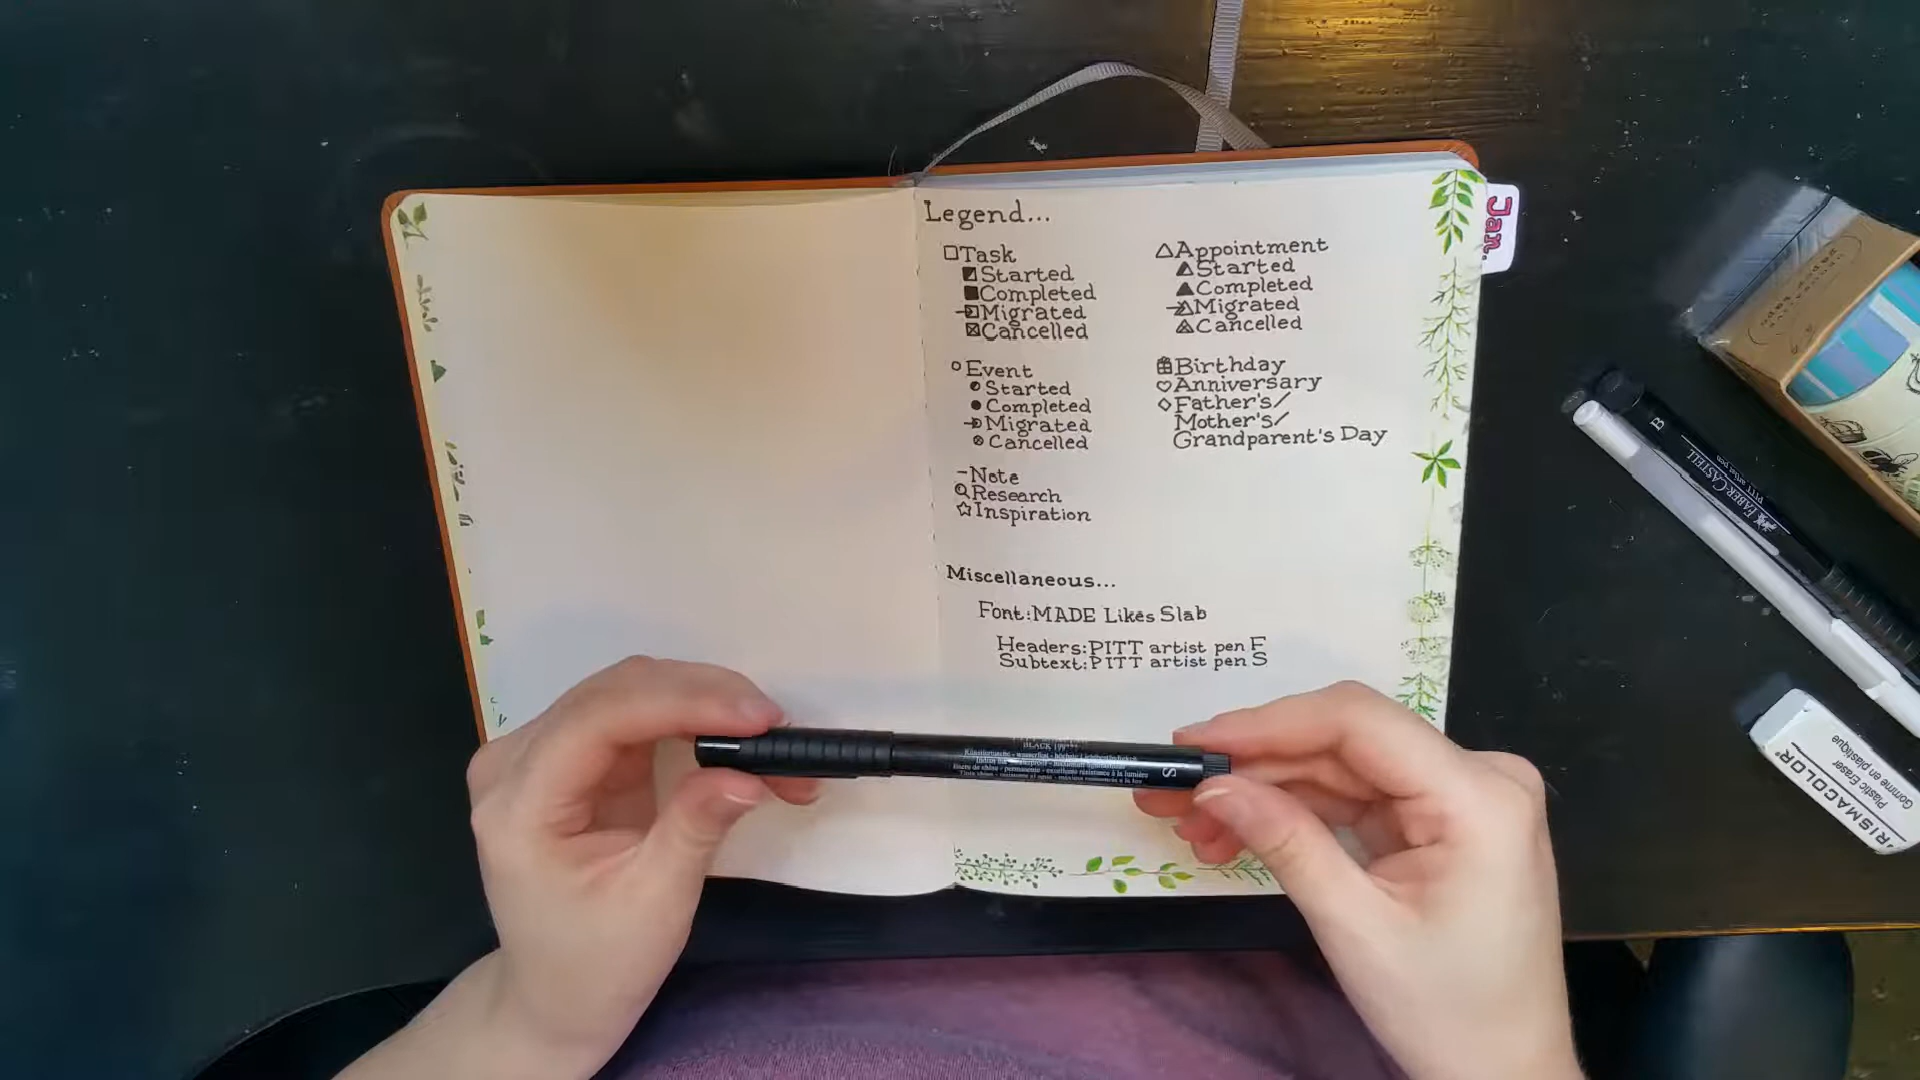 Legend...
Task
Started
Completed
Migrated
Cancelled
Event
Started
Completed
Migrated
Cancelled
-Note
Research
Inspiration
Appointment
Started
Completed
Migrated
Cancelled
Birthday
Anniversary
Father's/
Mother's/
Grandparent's Day
Miscellaneous...
Font:MADE Likes Slab
Headers:PITT artist pen F
Subtext:PITT artist pen S
Jan.
BLACK 199***
S
B
FABER-CASTELL
PITT artist pen
RISMACOLOR®
Plastic Eraser
Gomme en plastique